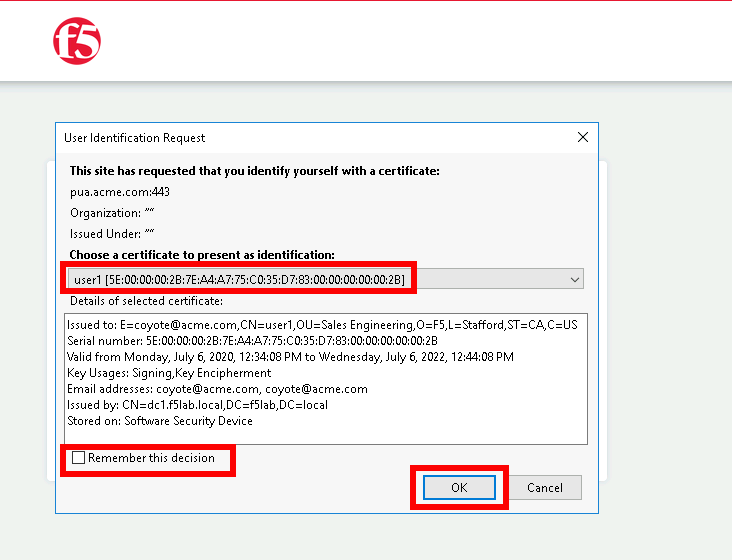 f5
User Identification Request
This site has requested that you identify yourself with a certificate:
pua.acme.com:443
Organization: ""
Issued Under: ""
Choose a certificate to present as identification:
user1 [5E:00:00:00:2B:7E:A4:A7:75:C0:35:D7:83:00:00:00:00:00:2B]
Details of selected certificate:
Issued to: E=coyote@acme.com,CN=user1,OU=Sales Engineering,O=F5,L=Stafford,ST=CA,C=US
Serial number: 5E:00:00:00:2B:7E:A4:A7:75:C0:35:D7:83:00:00:00:00:00:2B
Valid from Monday, July 6, 2020, 12:34:08 PM to Wednesday, July 6, 2022, 12:44:08 PM
Key Usages: Signing,Key Encipherment
Email addresses: coyote@acme.com, coyote@acme.com
Issued by: CN=dc1.f5lab.local,DC=f5lab,DC=local
Stored on: Software Security Device
Remember this decision
OK
Cancel